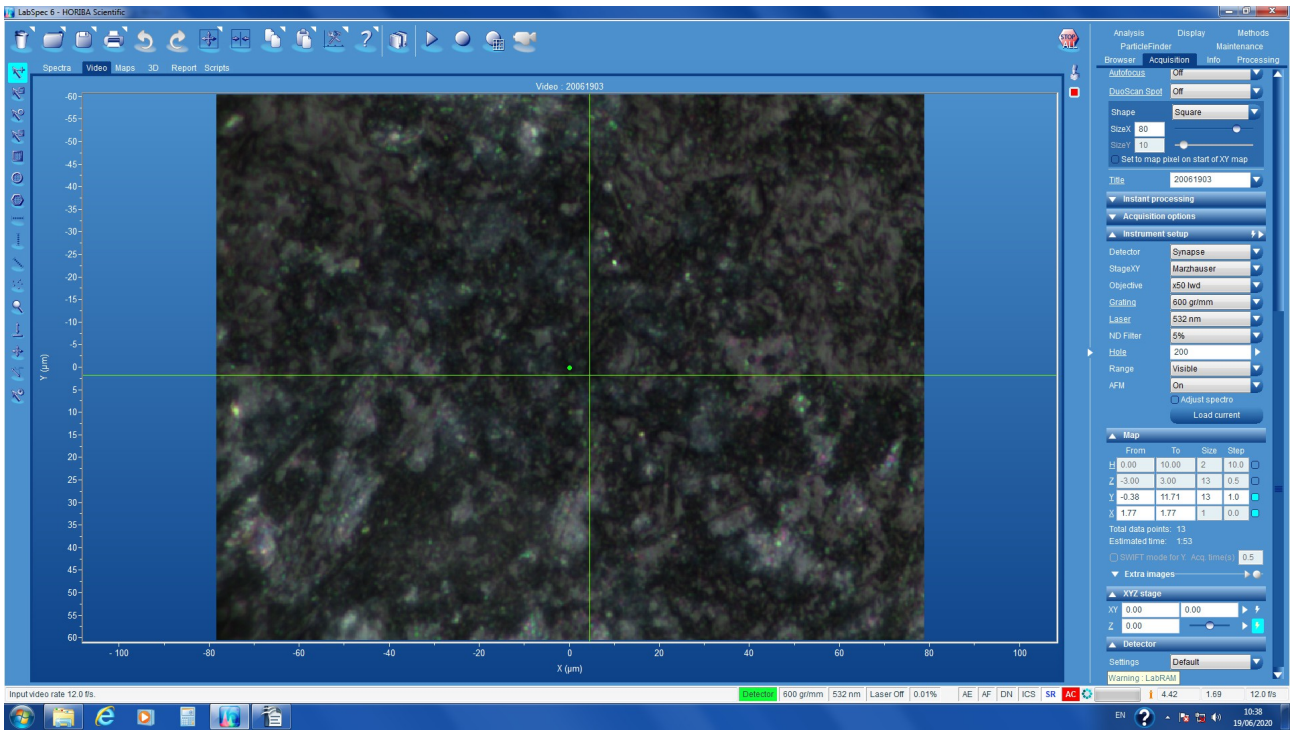 LabSpec 6 - HORIBA Scientific
Spectra Video Maps 3D Report Scripts
Video : 20061903
-60
-55
-50
-45
-40
-35
-30
-25
-20
-15
-10
-5
0
5
10
15
20
25
30
35
40
45
50
55
60
Y (µm)
- 100 -80 -60 -40 -20 0 20 40 60 80 100
X (µm)
STOP ALL
Analysis Display Methods
ParticleFinder Maintenance
Browser Acquisition Info Processing
Autofocus Off
DuoScan Spot Off
Shape Square
SizeX 80
SizeY 10
Set to map pixel on start of XY map
Title 20061903
Instant processing
Acquisition options
Instrument setup
Detector Synapse
StageXY Marzhauser
Objective x50 lwd
Grating 600 gr/mm
Laser 532 nm
ND Filter 5%
Hole 200
Range Visible
AFM On
Adjust spectro
Load current
Map
From To Size Step
H 0.00 10.00 2 10.0
Z -3.00 3.00 13 0.5
Y -0.38 11.71 13 1.0
X 1.77 1.77 1 0.0
Total data points: 13
Estimated time: 1:53
SWIFT mode for Y. Acq. time(s) 0.5
Extra images
XYZ stage
XY 0.00 0.00
Z 0.00
Detector
Settings Default
Warning : LabRAM
Input video rate 12.0 f/s.
Detector 600 gr/mm 532 nm Laser Off 0.01% AE AF DN ICS SR AC 4.42 1.69 12.0 f/s
EN 10:38
19/06/2020